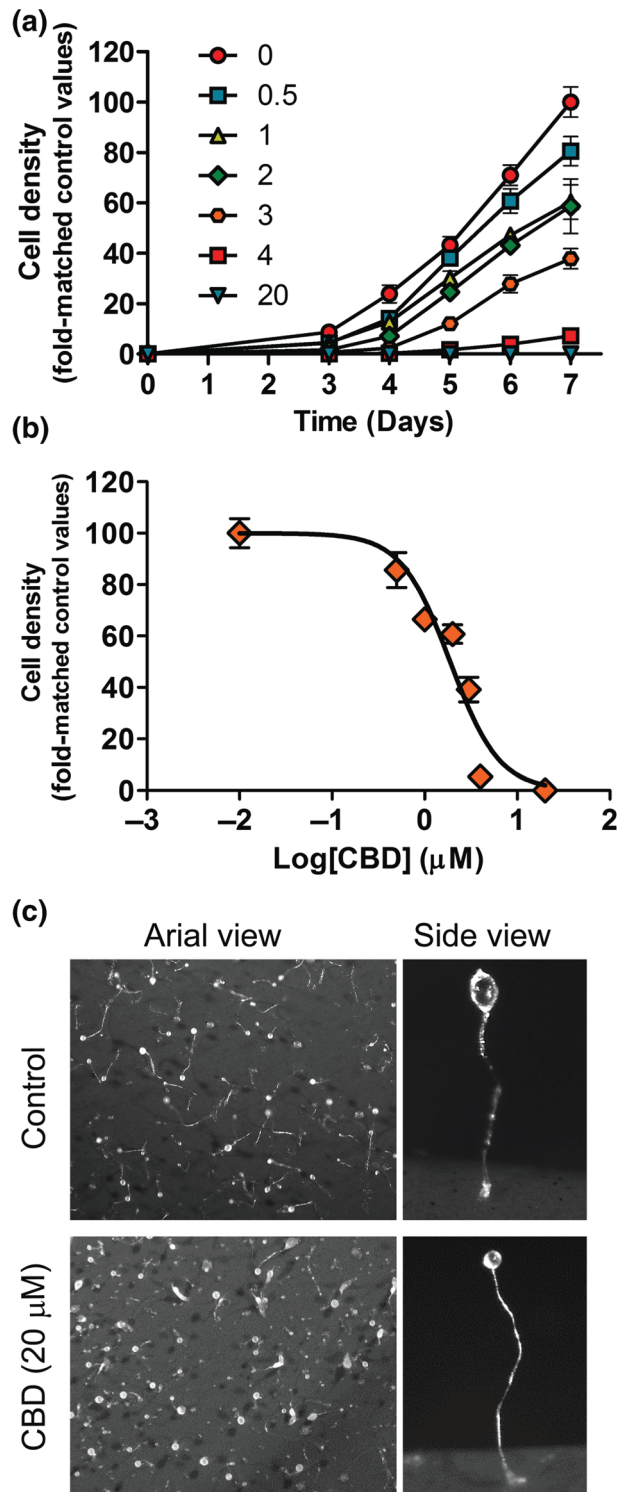 (a)
120
100
80
60
40
20
0
Cell density
(fold-matched control values)
0
0.5
1
2
3
4
20
0 1 2 3 4 5 6 7
Time (Days)
(b)
120
100
80
60
40
20
0
Cell density
(fold-matched control values)
–3 –2 –1 0 1 2
Log[CBD] (μM)
(c)
Arial view Side view
Control
CBD (20 μM)